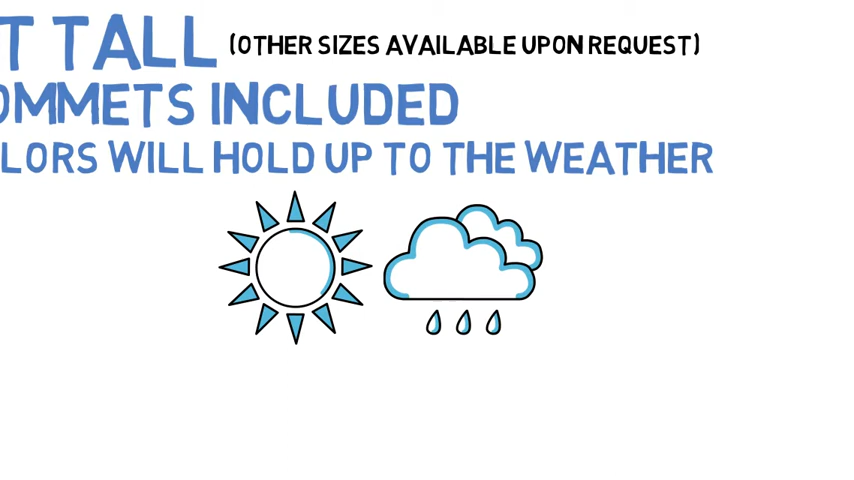 T TALL (OTHER SIZES AVAILABLE UPON REQUEST)
OMMETS INCLUDED
LORS WILL HOLD UP TO THE WEATHER